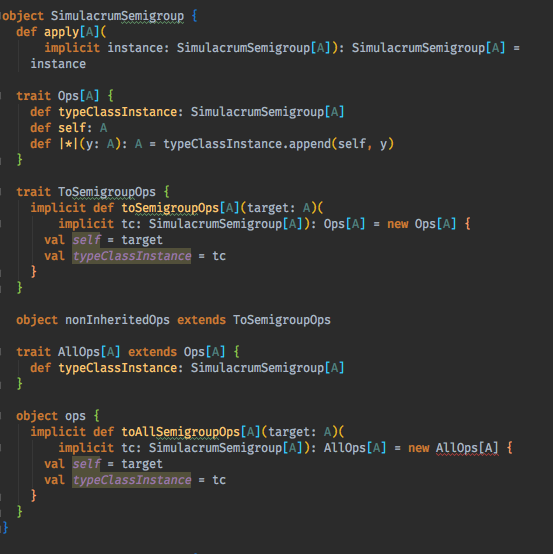 object SimulacrumSemigroup {
def apply[A](
implicit instance: SimulacrumSemigroup[A]): SimulacrumSemigroup[A] =
instance
trait Ops[A] {
def typeClassInstance: SimulacrumSemigroup[A]
def self: A
def |*|(y: A): A = typeClassInstance.append(self, y)
}
trait ToSemigroupOps {
implicit def toSemigroupOps[A](target: A)(
implicit tc: SimulacrumSemigroup[A]): Ops[A] = new Ops[A] {
val self = target
val typeClassInstance = tc
}
}
object nonInheritedOps extends ToSemigroupOps
trait AllOps[A] extends Ops[A] {
def typeClassInstance: SimulacrumSemigroup[A]
}
object ops {
implicit def toAllSemigroupOps[A](target: A)(
implicit tc: SimulacrumSemigroup[A]): AllOps[A] = new AllOps[A] {
val self = target
val typeClassInstance = tc
}
}
}